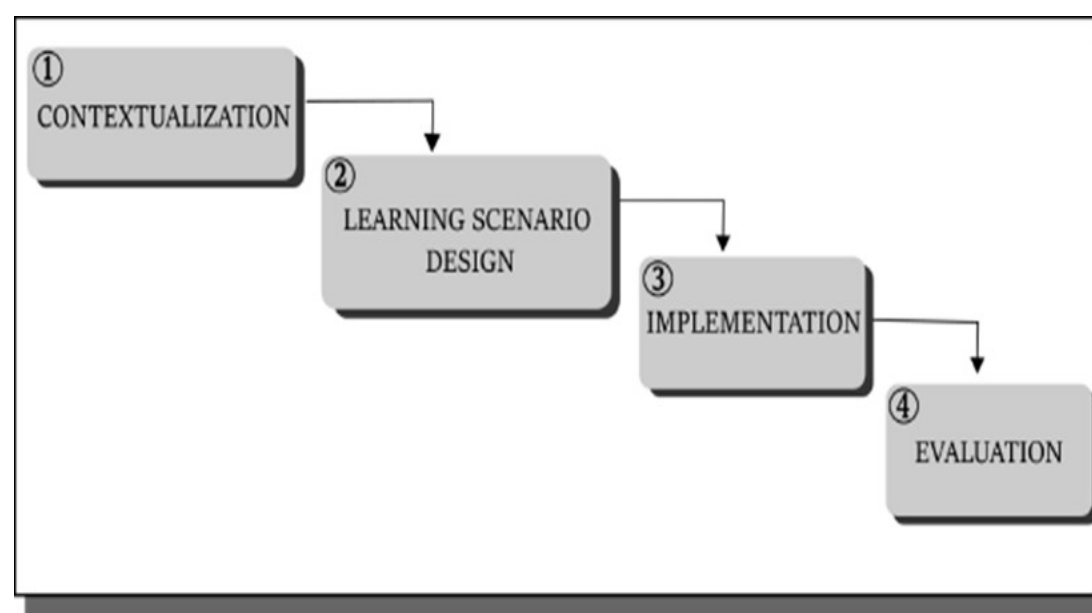 ①
CONTEXTUALIZATION
②
LEARNING SCENARIO
DESIGN
③
IMPLEMENTATION
④
EVALUATION